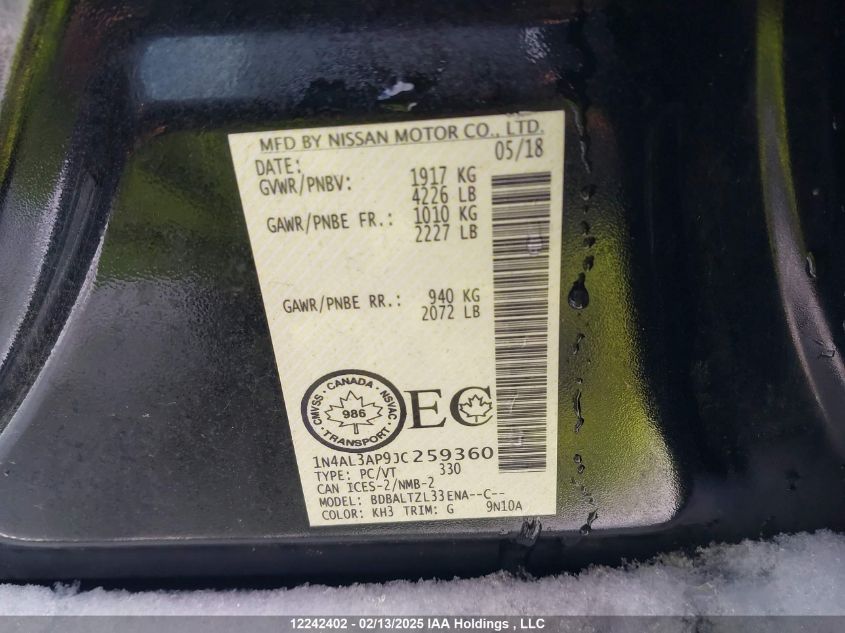 MFD BY NISSAN MOTOR CO., LTD.
DATE: 05/18
GVWR/PNBV: 1917 KG
4226 LB
GAWR/PNBE FR.: 1010 KG
2227 LB
GAWR/PNBE RR.: 940 KG
2072 LB
CANADA · NSVAC · TRANSPORT · CMVSS ·
986
EC
1N4AL3AP9JC259360
TYPE: PC/VT 330
CAN ICES-2/NMB-2
MODEL: BDBALTZL33ENA--C--
COLOR: KH3 TRIM: G 9N10A
12242402 - 02/13/2025 IAA Holdings , LLC